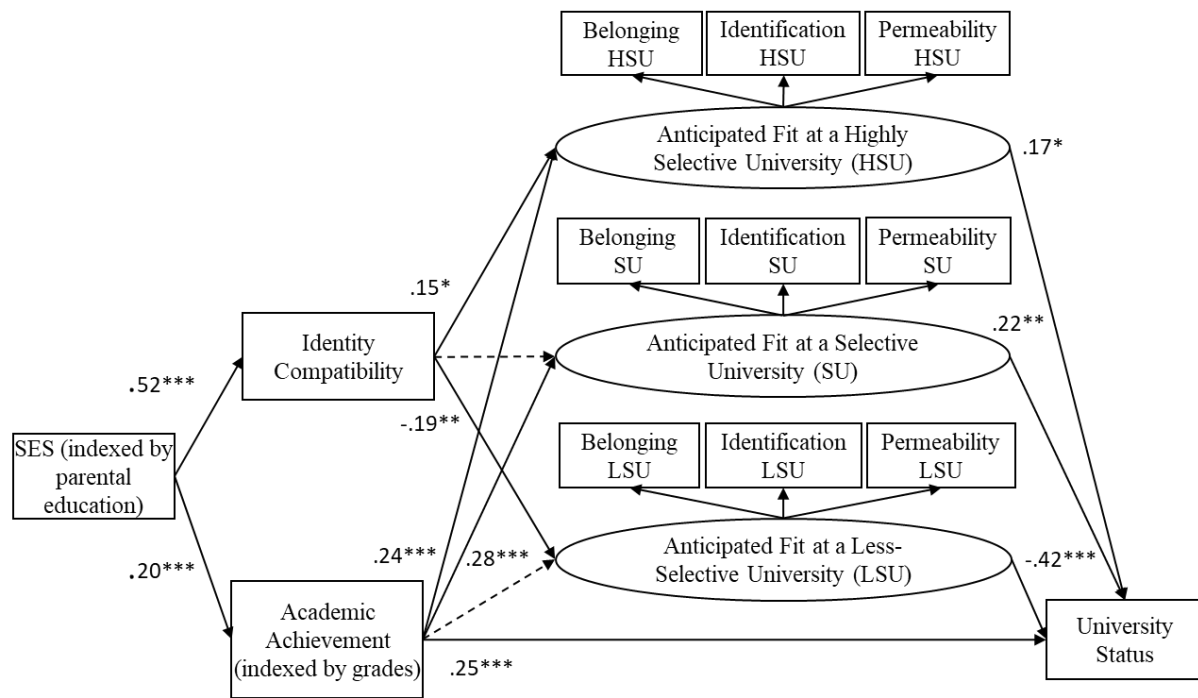 Belonging
HSU
Identification
HSU
Permeability
HSU
Anticipated Fit at a Highly
Selective University (HSU)
.17*
Belonging
SU
Identification
SU
Permeability
SU
.15*
Anticipated Fit at a Selective
University (SU)
.22**
Identity
Compatibility
.52***
-.19**
SES (indexed by
parental
education)
Belonging
LSU
Identification
LSU
Permeability
LSU
.20***
.24***
.28***
Anticipated Fit at a Less-
Selective University (LSU)
-.42***
Academic
Achievement
(indexed by grades)
.25***
University
Status